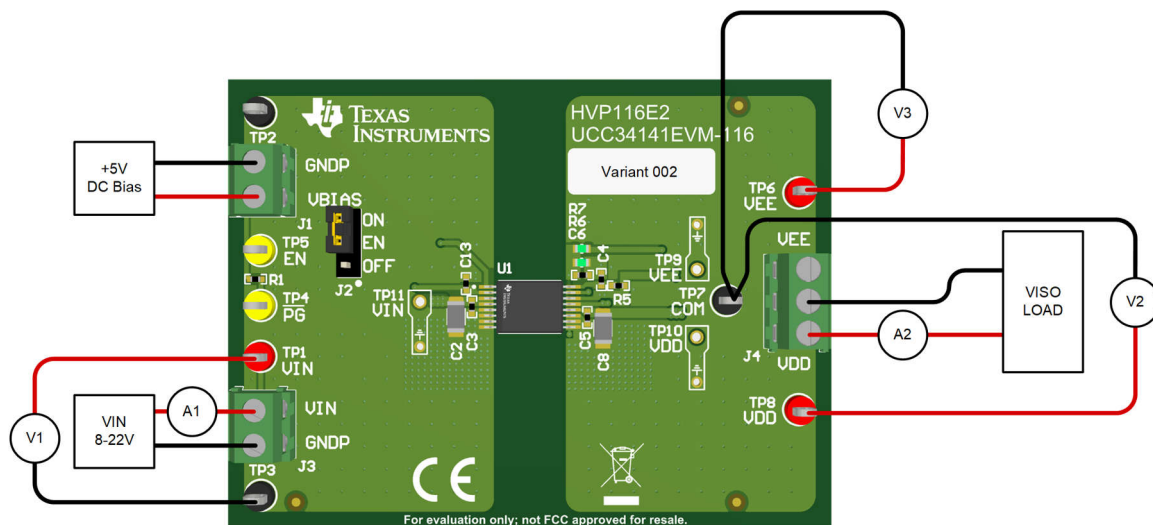 TEXAS
INSTRUMENTS
HVP116E2
UCC34141EVM-116
Variant 002
+5V
DC Bias
TP2
GNDP
J1
VBIAS
ON
EN
OFF
J2
TP5
EN
R1
TP4
PG
TP1
VIN
VIN
8-22V
A1
V1
VIN
GNDP
J3
TP3
TP11
VIN
C13
C2
C3
U1
R7
R6
C6
C4
R5
C5
C8
TP9
VEE
TP7
COM
TP10
VDD
TP6
VEE
VEE
J4
VDD
TP8
VDD
V3
V2
A2
VISO
LOAD
CE
For evaluation only; not FCC approved for resale.